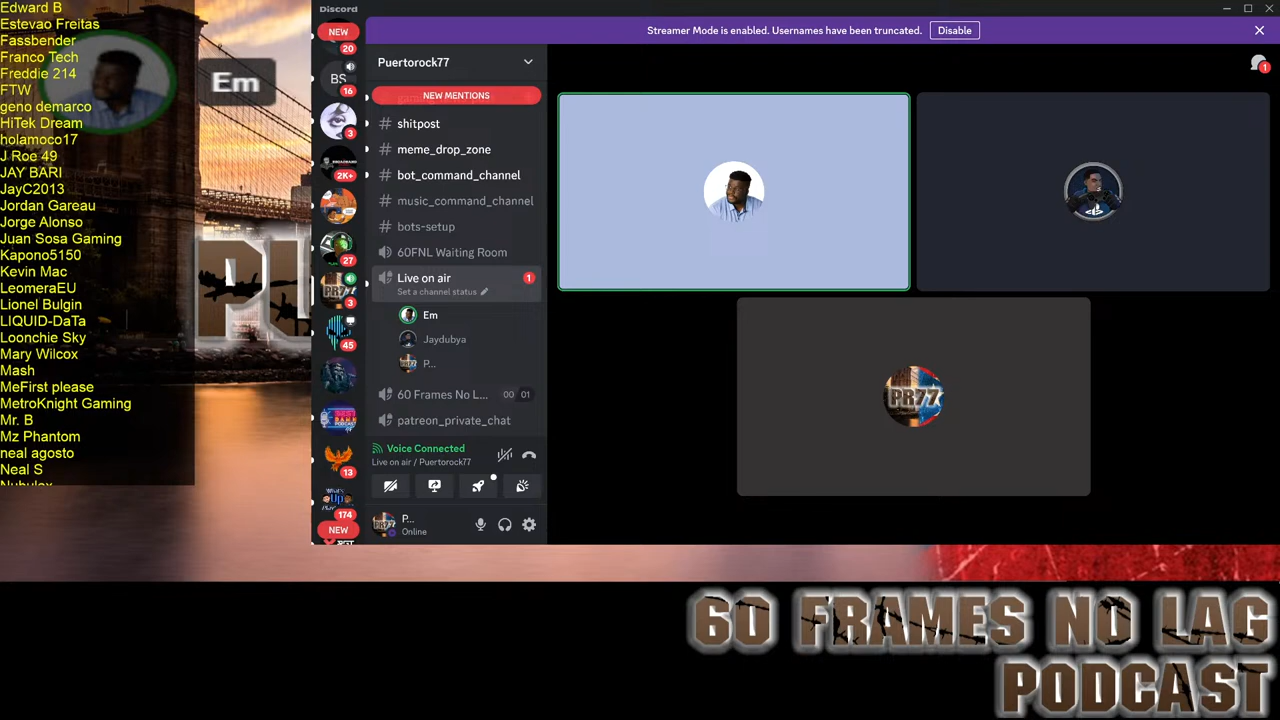 Edward B
Estevao Freitas
Fassbender
Franco Tech
Freddie 214
FTW
geno demarco
HiTek Dream
holamoco17
J Roe 49
JAY BARI
JayC2013
Jordan Gareau
Jorge Alonso
Juan Sosa Gaming
Kapono5150
Kevin Mac
LeomeraEU
Lionel Bulgin
LIQUID-DaTa
Loonchie Sky
Mary Wilcox
Mash
MeFirst please
MetroKnight Gaming
Mr. B
Mz Phantom
neal agosto
Neal S
Em
Discord
NEW
20
BS
16
3
2K+
27
PR77
3
45
13
174
NEW
Streamer Mode is enabled. Usernames have been truncated. Disable
Puertorock77
NEW MENTIONS
# shitpost
# meme_drop_zone
# bot_command_channel
# music_command_channel
# bots-setup
60FNL Waiting Room
Live on air 1
Set a channel status
Em
Jaydubya
P...
60 Frames No L... 00 01
patreon_private_chat
Voice Connected
Live on air / Puertorock77
P...
Online
1
PR77
60 FRAMES NO LAG
PODCAST